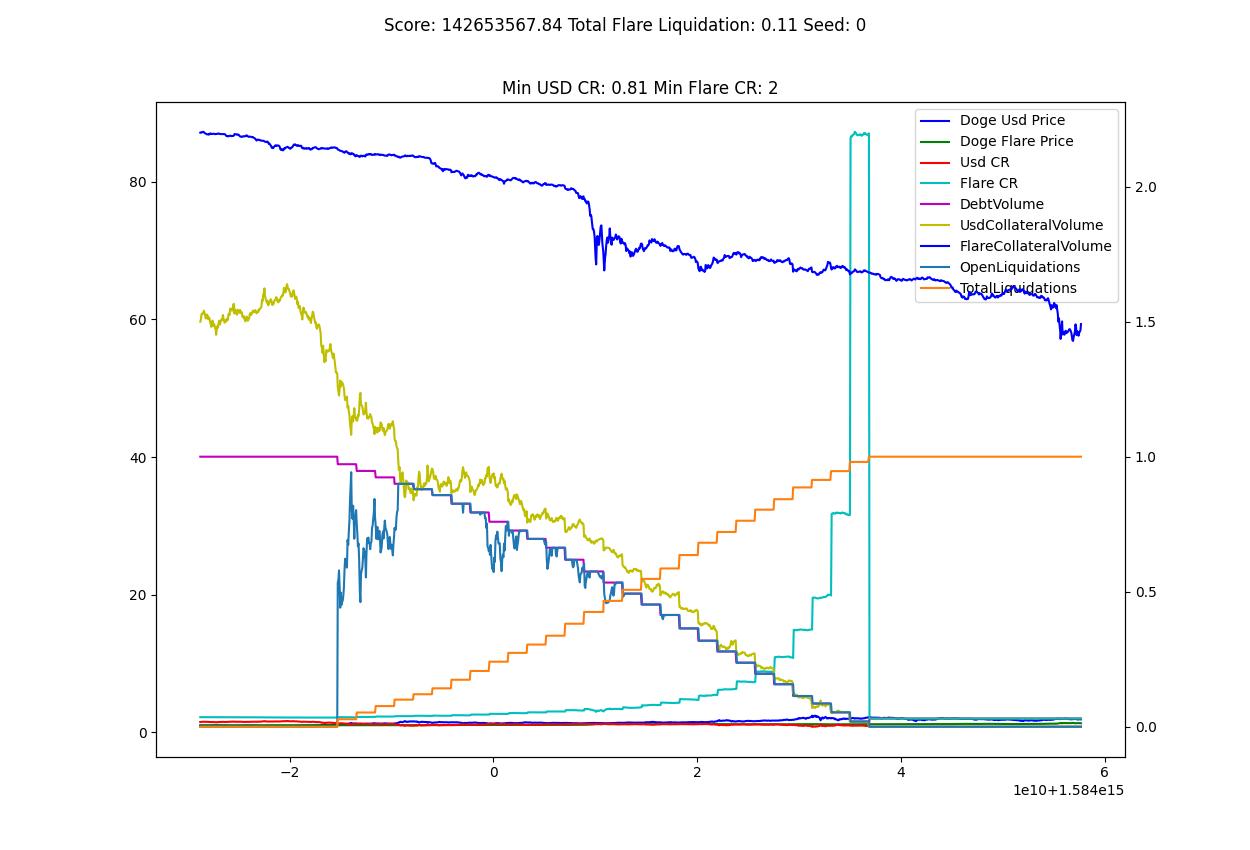 Score: 142653567.84 Total Flare Liquidation: 0.11 Seed: 0
Min USD CR: 0.81 Min Flare CR: 2
Doge Usd Price
Doge Flare Price
Usd CR
Flare CR
DebtVolume
UsdCollateralVolume
FlareCollateralVolume
OpenLiquidations
TotalLiquidations
80
60
40
20
0
2.0
1.5
1.0
0.5
0.0
−2 0 2 4 6
1e10+1.584e15